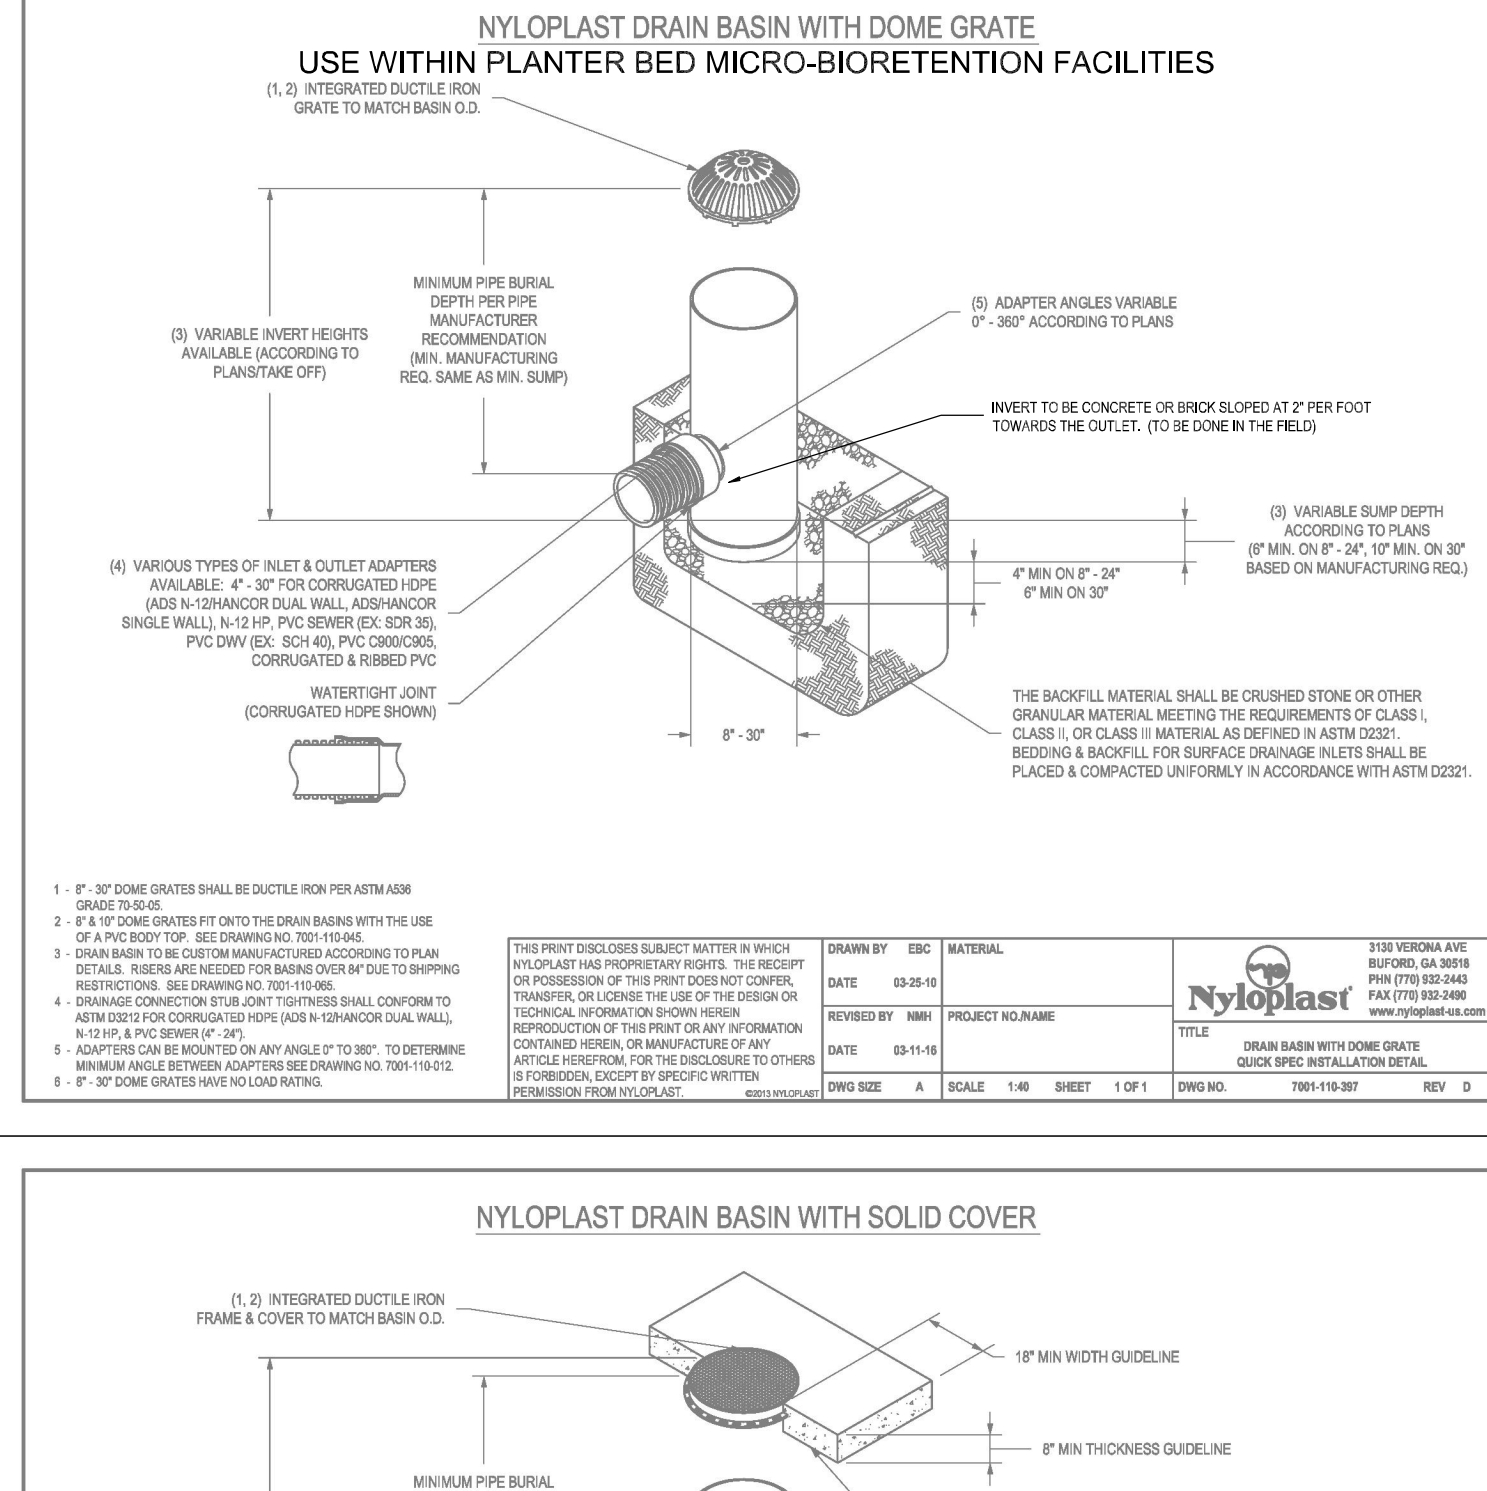 NYLOPLAST DRAIN BASIN WITH DOME GRATE
USE WITHIN PLANTER BED MICRO-BIORETENTION FACILITIES
(1, 2) INTEGRATED DUCTILE IRON
GRATE TO MATCH BASIN O.D.
MINIMUM PIPE BURIAL
DEPTH PER PIPE
MANUFACTURER
RECOMMENDATION
(MIN. MANUFACTURING
REQ. SAME AS MIN. SUMP)
(3) VARIABLE INVERT HEIGHTS
AVAILABLE (ACCORDING TO
PLANS/TAKE OFF)
(5) ADAPTER ANGLES VARIABLE
0° - 360° ACCORDING TO PLANS
INVERT TO BE CONCRETE OR BRICK SLOPED AT 2" PER FOOT
TOWARDS THE OUTLET. (TO BE DONE IN THE FIELD)
(3) VARIABLE SUMP DEPTH
ACCORDING TO PLANS
(6" MIN. ON 8" - 24", 10" MIN. ON 30"
BASED ON MANUFACTURING REQ.)
4" MIN ON 8" - 24"
6" MIN ON 30"
(4) VARIOUS TYPES OF INLET & OUTLET ADAPTERS
AVAILABLE: 4" - 30" FOR CORRUGATED HDPE
(ADS N-12/HANCOR DUAL WALL, ADS/HANCOR
SINGLE WALL), N-12 HP, PVC SEWER (EX: SDR 35),
PVC DWV (EX: SCH 40), PVC C900/C905,
CORRUGATED & RIBBED PVC
WATERTIGHT JOINT
(CORRUGATED HDPE SHOWN)
8" - 30"
THE BACKFILL MATERIAL SHALL BE CRUSHED STONE OR OTHER
GRANULAR MATERIAL MEETING THE REQUIREMENTS OF CLASS I,
CLASS II, OR CLASS III MATERIAL AS DEFINED IN ASTM D2321.
BEDDING & BACKFILL FOR SURFACE DRAINAGE INLETS SHALL BE
PLACED & COMPACTED UNIFORMLY IN ACCORDANCE WITH ASTM D2321.
1 - 8" - 30" DOME GRATES SHALL BE DUCTILE IRON PER ASTM A536
GRADE 70-50-05.
2 - 8" & 10" DOME GRATES FIT ONTO THE DRAIN BASINS WITH THE USE
OF A PVC BODY TOP. SEE DRAWING NO. 7001-110-045.
3 - DRAIN BASIN TO BE CUSTOM MANUFACTURED ACCORDING TO PLAN
DETAILS. RISERS ARE NEEDED FOR BASINS OVER 84" DUE TO SHIPPING
RESTRICTIONS. SEE DRAWING NO. 7001-110-065.
4 - DRAINAGE CONNECTION STUB JOINT TIGHTNESS SHALL CONFORM TO
ASTM D3212 FOR CORRUGATED HDPE (ADS N-12/HANCOR DUAL WALL),
N-12 HP, & PVC SEWER (4" - 24").
5 - ADAPTERS CAN BE MOUNTED ON ANY ANGLE 0° TO 360°. TO DETERMINE
MINIMUM ANGLE BETWEEN ADAPTERS SEE DRAWING NO. 7001-110-012.
6 - 8" - 30" DOME GRATES HAVE NO LOAD RATING.
THIS PRINT DISCLOSES SUBJECT MATTER IN WHICH
NYLOPLAST HAS PROPRIETARY RIGHTS. THE RECEIPT
OR POSSESSION OF THIS PRINT DOES NOT CONFER,
TRANSFER, OR LICENSE THE USE OF THE DESIGN OR
TECHNICAL INFORMATION SHOWN HEREIN
REPRODUCTION OF THIS PRINT OR ANY INFORMATION
CONTAINED HEREIN, OR MANUFACTURE OF ANY
ARTICLE HEREFROM, FOR THE DISCLOSURE TO OTHERS
IS FORBIDDEN, EXCEPT BY SPECIFIC WRITTEN
PERMISSION FROM NYLOPLAST. ©2013 NYLOPLAST
DRAWN BY EBC
DATE 03-25-10
REVISED BY NMH
DATE 03-11-16
DWG SIZE A
MATERIAL
PROJECT NO./NAME
SCALE 1:40 SHEET 1 OF 1
Nyloplast
3130 VERONA AVE
BUFORD, GA 30518
PHN (770) 932-2443
FAX (770) 932-2490
www.nyloplast-us.com
TITLE
DRAIN BASIN WITH DOME GRATE
QUICK SPEC INSTALLATION DETAIL
DWG NO. 7001-110-397 REV D
NYLOPLAST DRAIN BASIN WITH SOLID COVER
(1, 2) INTEGRATED DUCTILE IRON
FRAME & COVER TO MATCH BASIN O.D.
18" MIN WIDTH GUIDELINE
8" MIN THICKNESS GUIDELINE
MINIMUM PIPE BURIAL